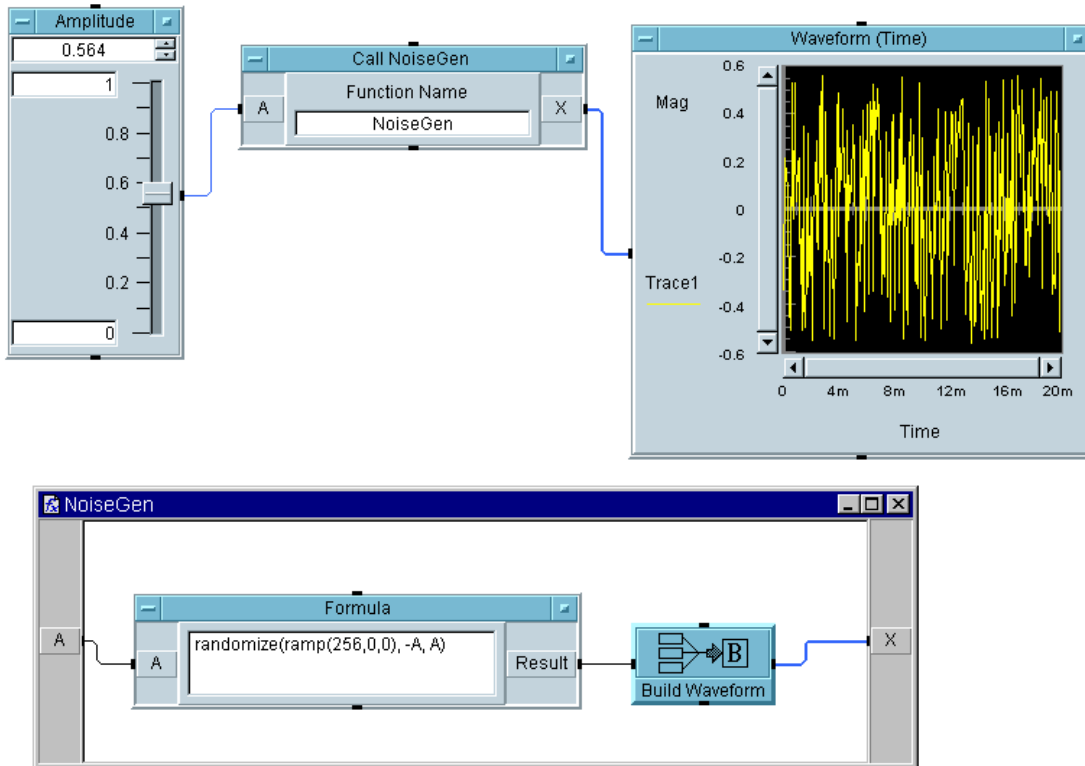 Amplitude
0.564
1
0.8
0.6
0.4
0.2
0
Call NoiseGen
A
Function Name
NoiseGen
X
Waveform (Time)
Mag
Trace1
0.6
0.4
0.2
0
-0.2
-0.4
-0.6
0 4m 8m 12m 16m 20m
Time
NoiseGen
A
Formula
A
randomize(ramp(256,0,0), -A, A)
Result
B
Build Waveform
X